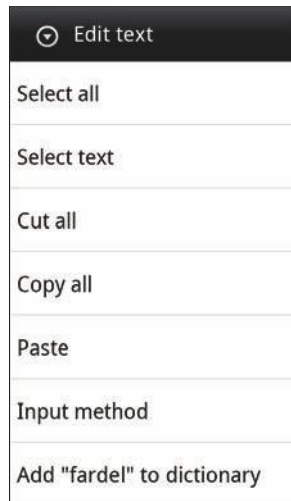 Edit text
Select all
Select text
Cut all
Copy all
Paste
Input method
Add "fardel" to dictionary